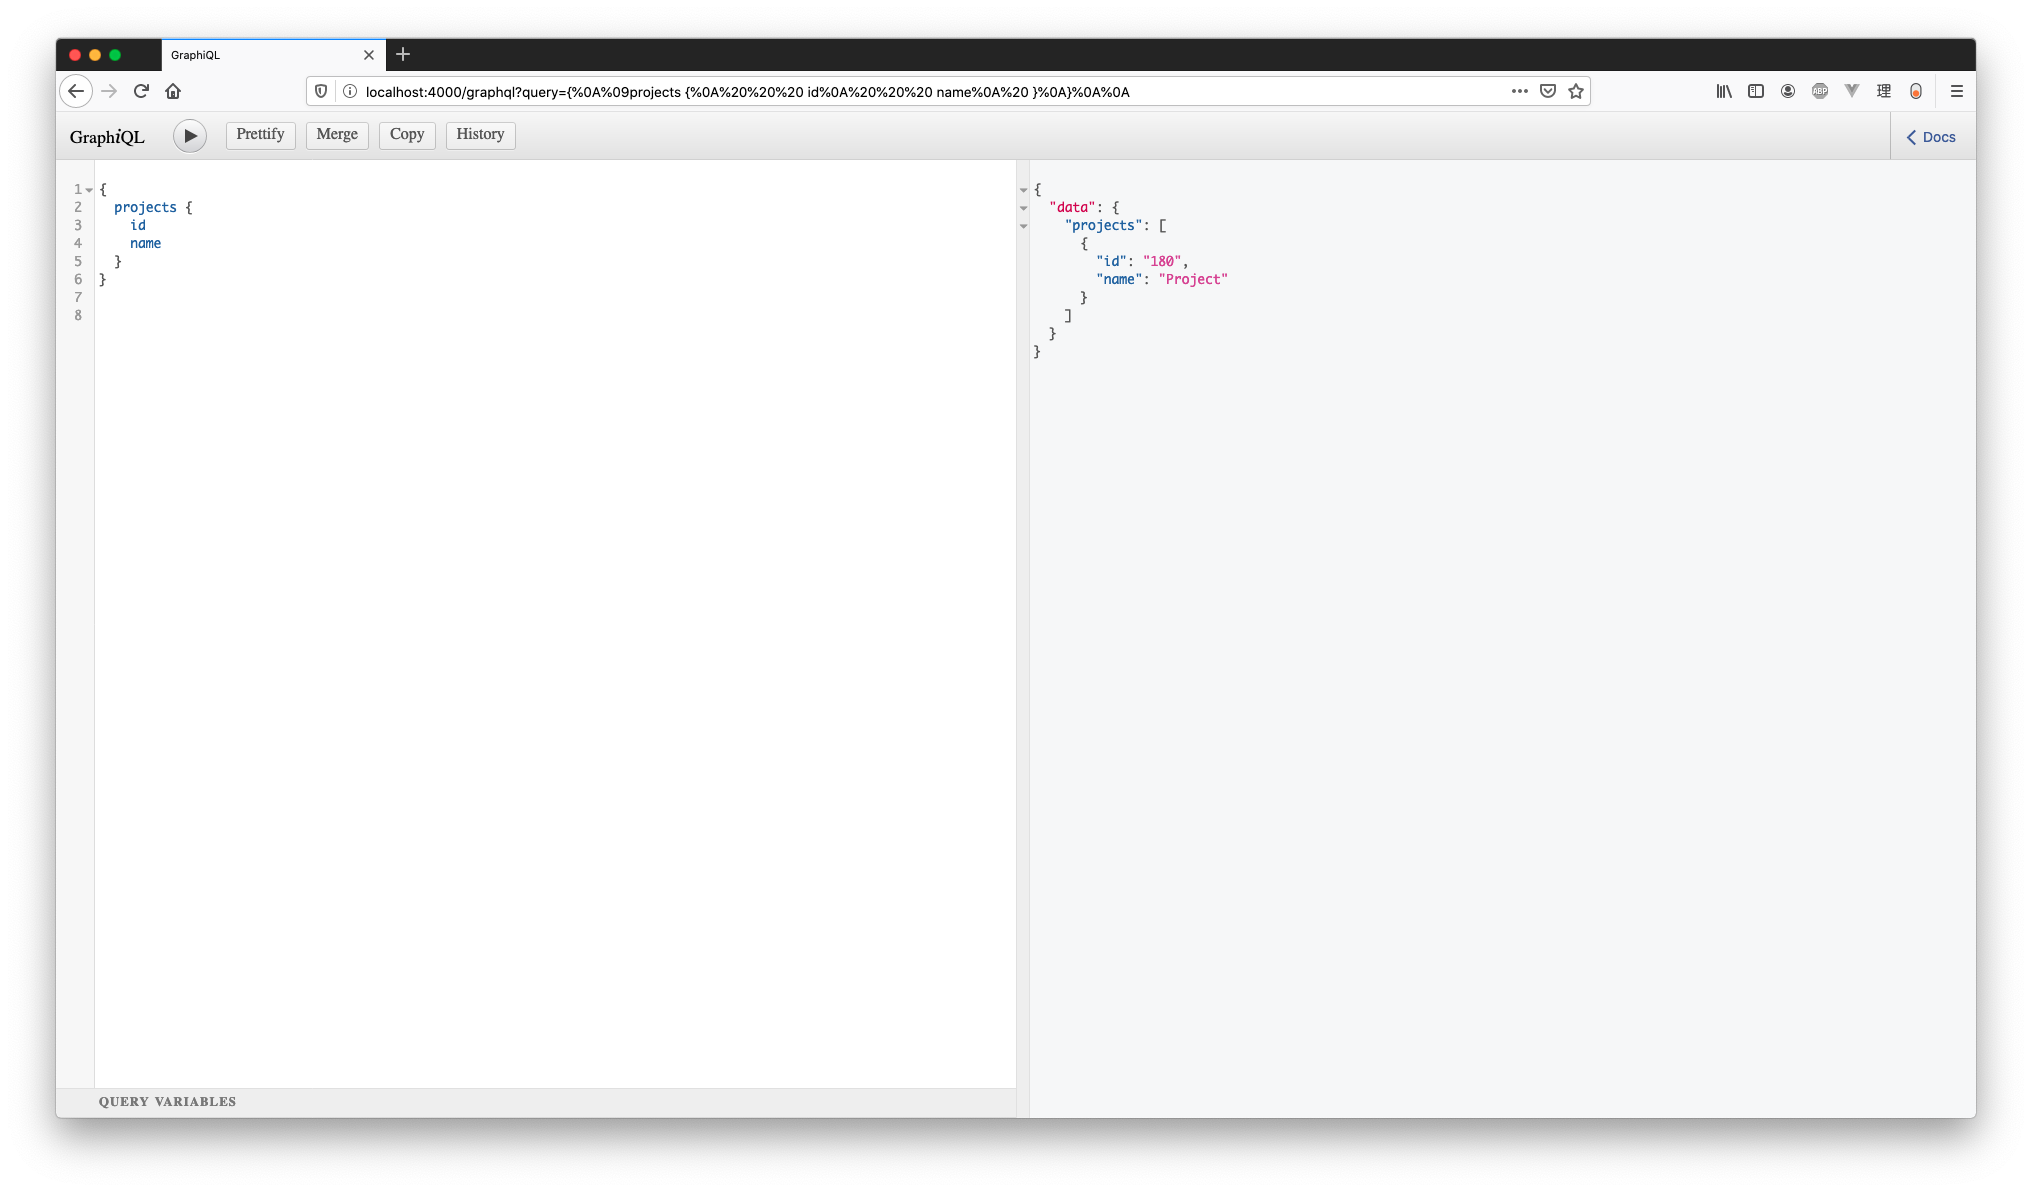 GraphiQL
localhost:4000/graphql?query={%0A%09projects {%0A%20%20%20 id%0A%20%20%20 name%0A%20 }%0A}%0A%0A
ABP
理
GraphiQL
Prettify
Merge
Copy
History
Docs
1 {
2 projects {
3 id
4 name
5 }
6 }
7
8
{
"data": {
"projects": [
{
"id": "180",
"name": "Project"
}
]
}
}
QUERY VARIABLES